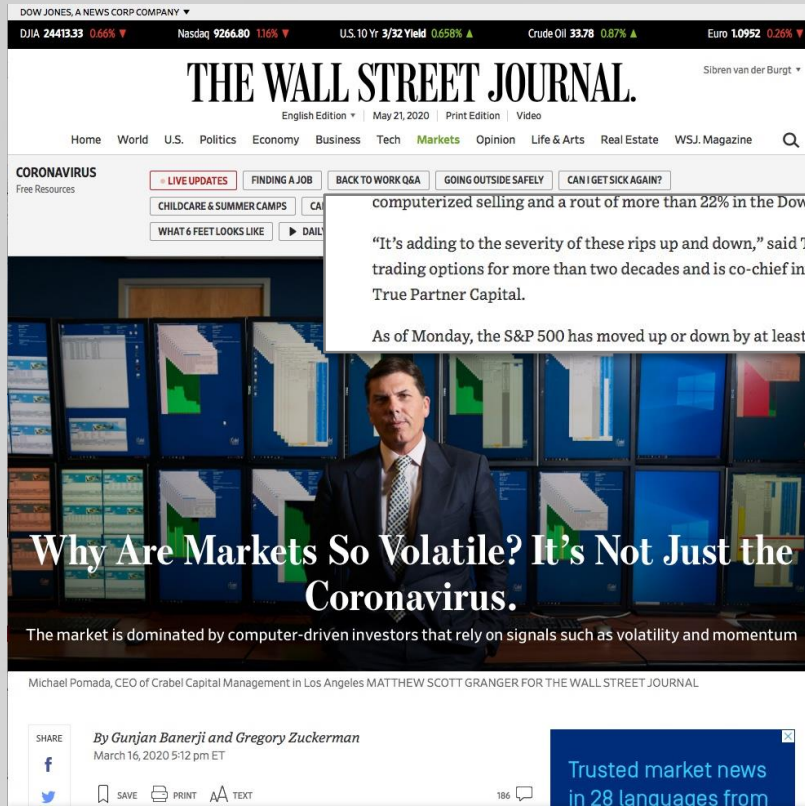 DOW JONES, A NEWS CORP COMPANY ▼
DJIA 24413.33 0.66% ▼ Nasdaq 9266.80 1.16% ▼ U.S. 10 Yr 3/32 Yield 0.658% ▲ Crude Oil 33.78 0.87% ▲ Euro 1.0952 0.26% ▼
THE WALL STREET JOURNAL.
Sibren van der Burgt ▼
English Edition ▼ May 21, 2020 Print Edition Video
Home World U.S. Politics Economy Business Tech Markets Opinion Life & Arts Real Estate WSJ. Magazine
CORONAVIRUS
Free Resources
LIVE UPDATES FINDING A JOB BACK TO WORK Q&A GOING OUTSIDE SAFELY CAN I GET SICK AGAIN?
CHILDCARE & SUMMER CAMPS
WHAT 6 FEET LOOKS LIKE
computerized selling and a rout of more than 22% in the Dow
“It’s adding to the severity of these rips up and down,” said
trading options for more than two decades and is co-chief in
True Partner Capital.
As of Monday, the S&P 500 has moved up or down by at least
Why Are Markets So Volatile? It’s Not Just the
Coronavirus.
The market is dominated by computer-driven investors that rely on signals such as volatility and momentum
Michael Pomada, CEO of Crabel Capital Management in Los Angeles MATTHEW SCOTT GRANGER FOR THE WALL STREET JOURNAL
SHARE
By Gunjan Banerji and Gregory Zuckerman
March 16, 2020 5:12 pm ET
SAVE PRINT AA TEXT 186
Trusted market news
in 28 languages from